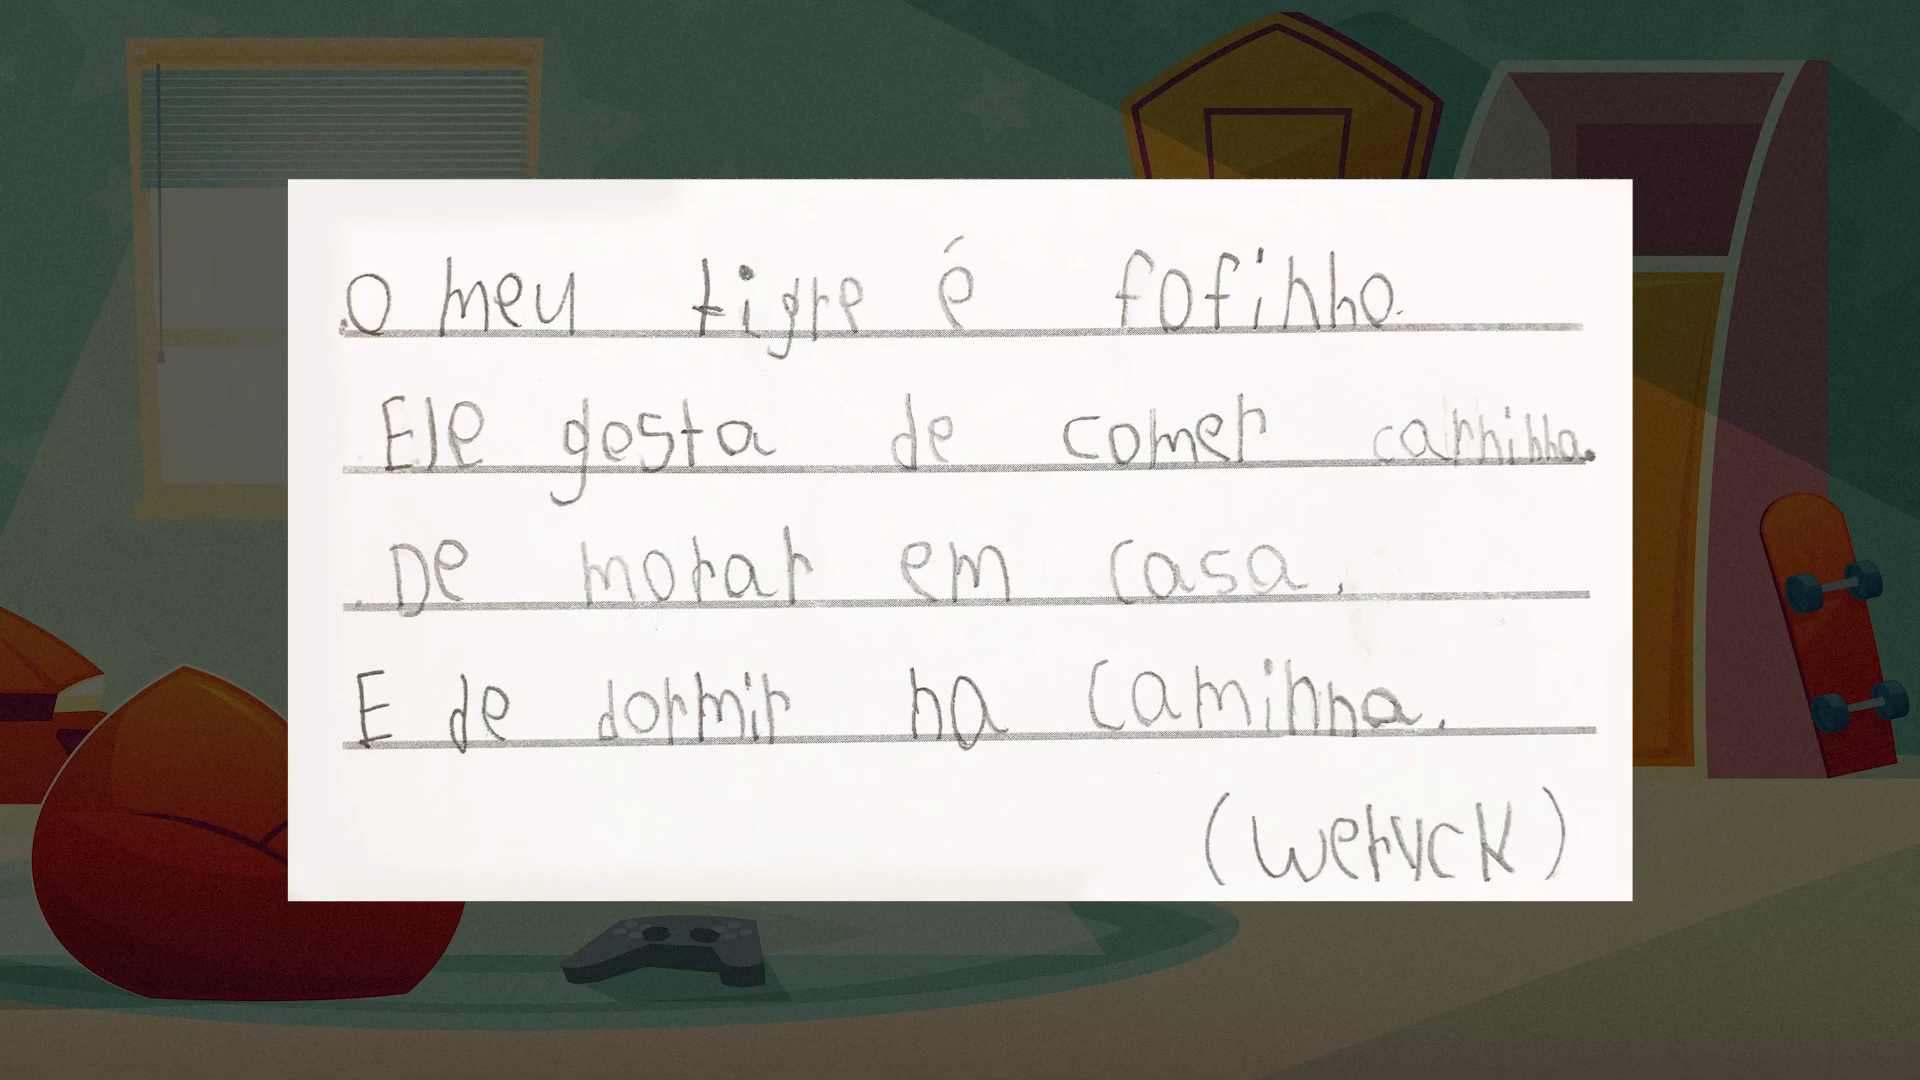 O meu tigre é fofinho.
Ele gosta de comer carninha.
De morar em casa.
E de dormir na caminha.
(Weryck)